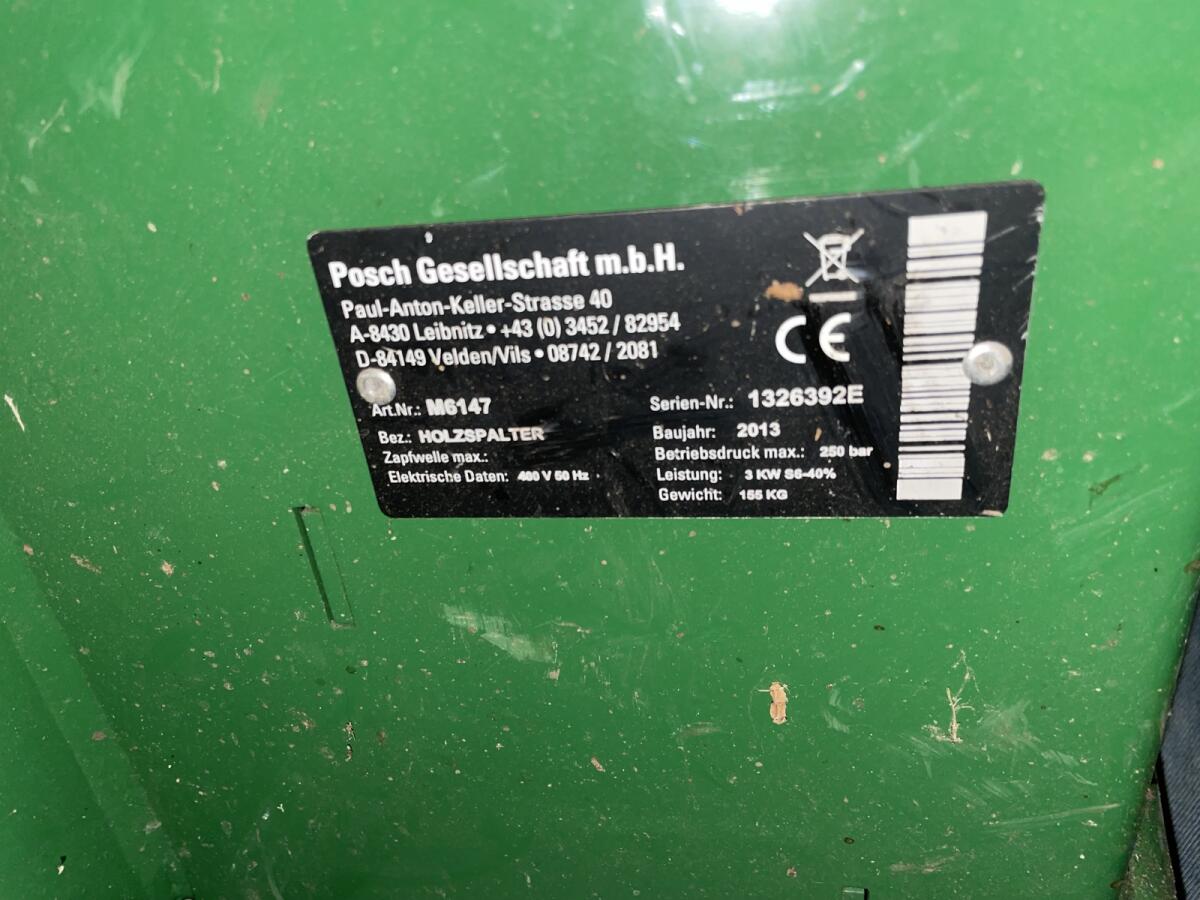 Posch Gesellschaft m.b.H.
Paul-Anton-Keller-Strasse 40
A-8430 Leibnitz • +43 (0) 3452 / 82954
D-84149 Velden/Vils • 08742 / 2081
CE
Art.Nr.: M6147
Serien-Nr.: 1326392E
Bez.: HOLZSPALTER
Baujahr: 2013
Zapfwelle max.:
Betriebsdruck max.: 250 bar
Elektrische Daten: 400 V 50 Hz
Leistung: 3 KW S6-40%
Gewicht: 155 KG